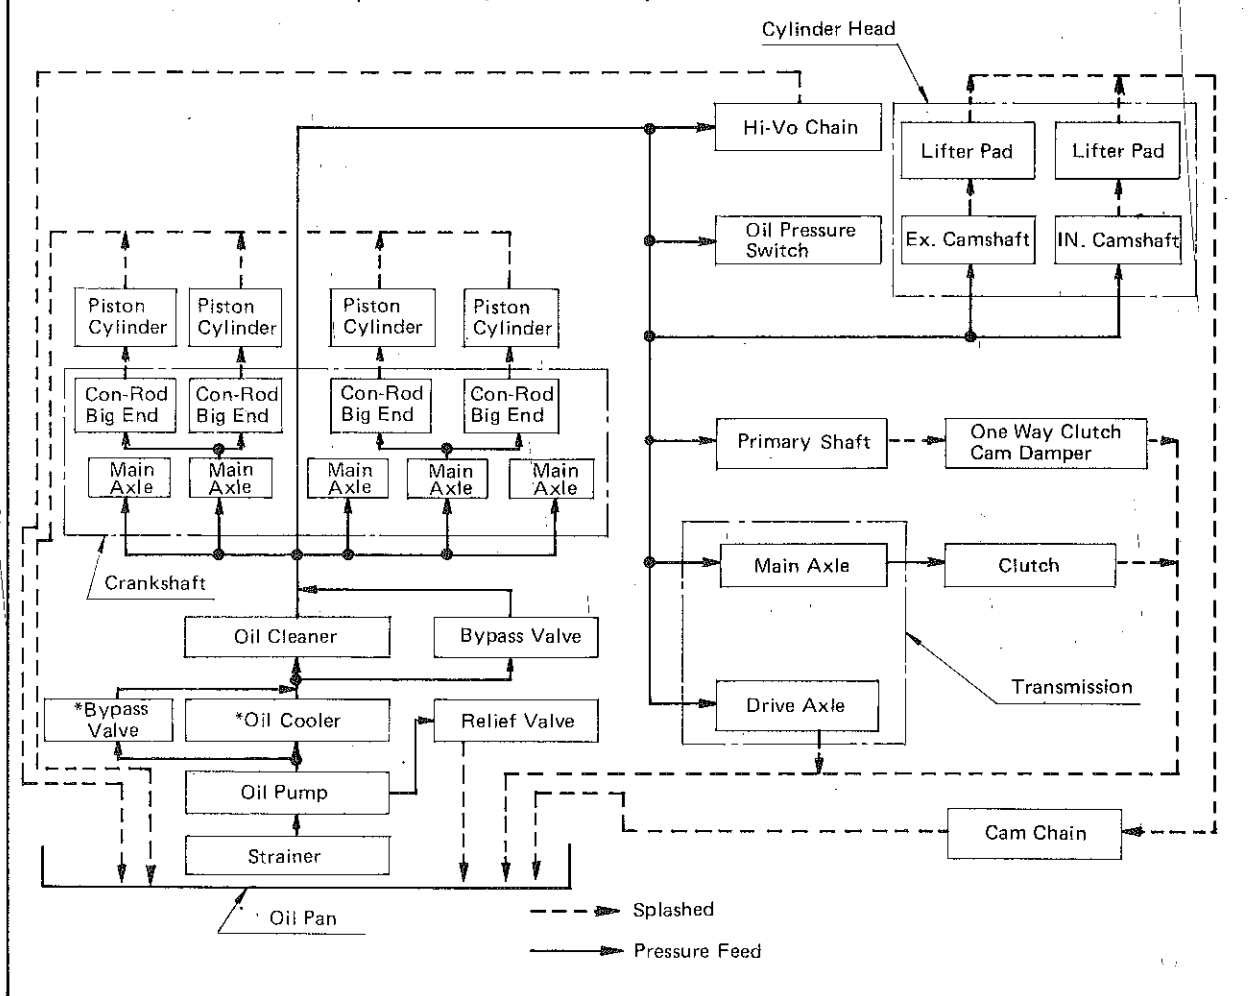 Cylinder Head
Hi-Vo Chain
Lifter Pad
Lifter Pad
Oil Pressure
Switch
Ex. Camshaft
IN. Camshaft
Piston
Cylinder
Piston
Cylinder
Piston
Cylinder
Piston
Cylinder
Con-Rod
Big End
Con-Rod
Big End
Con-Rod
Big End
Con-Rod
Big End
Primary Shaft
One Way Clutch
Cam Damper
Main
Axle
Main
Axle
Main
Axle
Main
Axle
Main
Axle
Crankshaft
Main Axle
Clutch
Oil Cleaner
Bypass Valve
Transmission
*Bypass
Valve
*Oil Cooler
Relief Valve
Drive Axle
Oil Pump
Cam Chain
Strainer
Oil Pan
Splashed
Pressure Feed